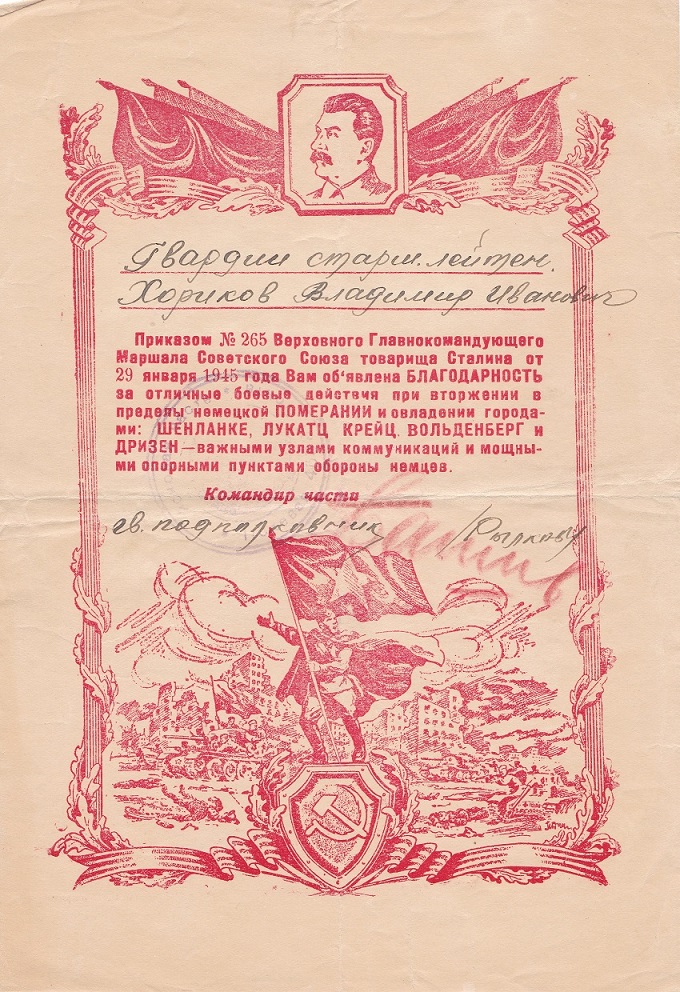 Гвардии старш. лейтен.
Хориков Владимир Иванович
Приказом № 265 Верховного Главнокомандующего
Маршала Советского Союза товарища Сталина от
29 января 1945 года Вам об'явлена БЛАГОДАРНОСТЬ
за отличные боевые действия при вторжении в
пределы немецкой ПОМЕРАНИИ и овладении города-
ми: ШЕНЛАНКЕ, ЛУКАТЦ, КРЕЙЦ, ВОЛЬДЕНБЕРГ и
ДРИЗЕН — важными узлами коммуникаций и мощны-
ми опорными пунктами обороны немцев.
Командир части
гв. подполковник